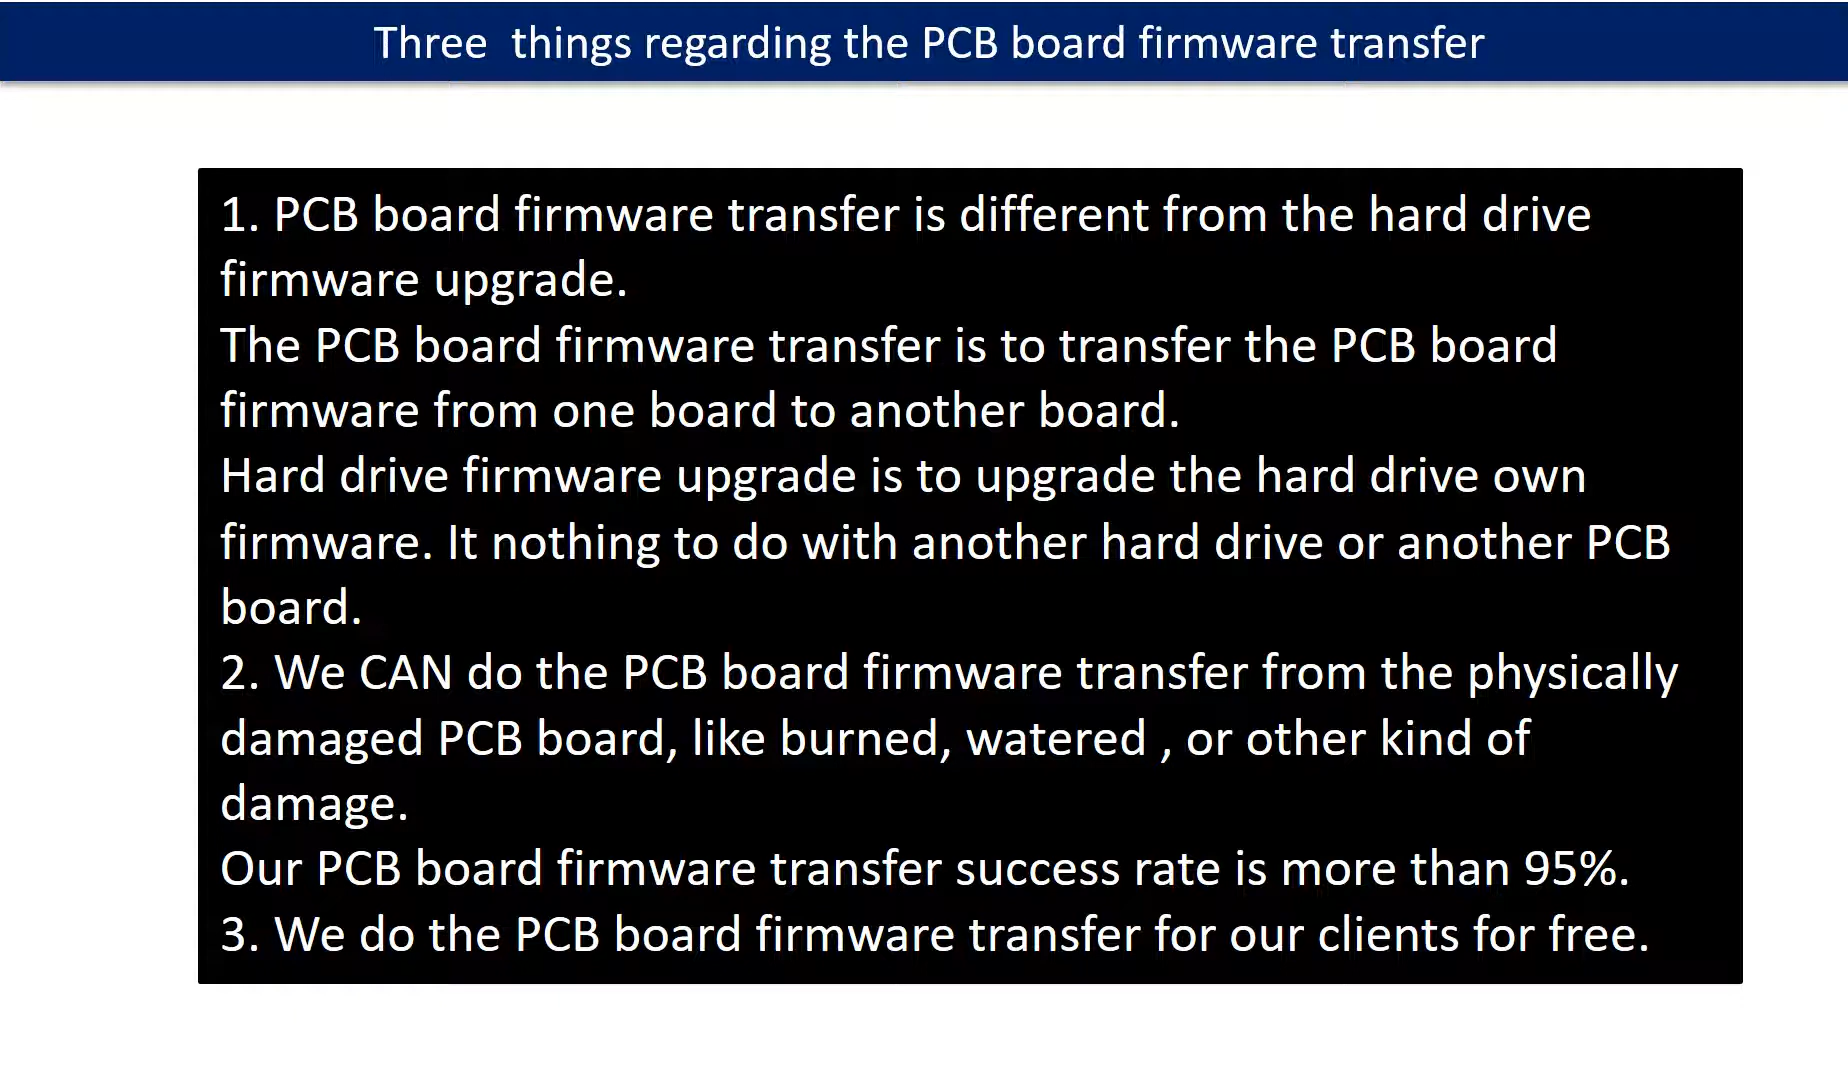 Three  things regarding the PCB board firmware transfer
1. PCB board firmware transfer is different from the hard drive
firmware upgrade.
The PCB board firmware transfer is to transfer the PCB board
firmware from one board to another board.
Hard drive firmware upgrade is to upgrade the hard drive own
firmware. It nothing to do with another hard drive or another PCB
board.
2. We CAN do the PCB board firmware transfer from the physically
damaged PCB board, like burned, watered , or other kind of
damage.
Our PCB board firmware transfer success rate is more than 95%.
3. We do the PCB board firmware transfer for our clients for free.